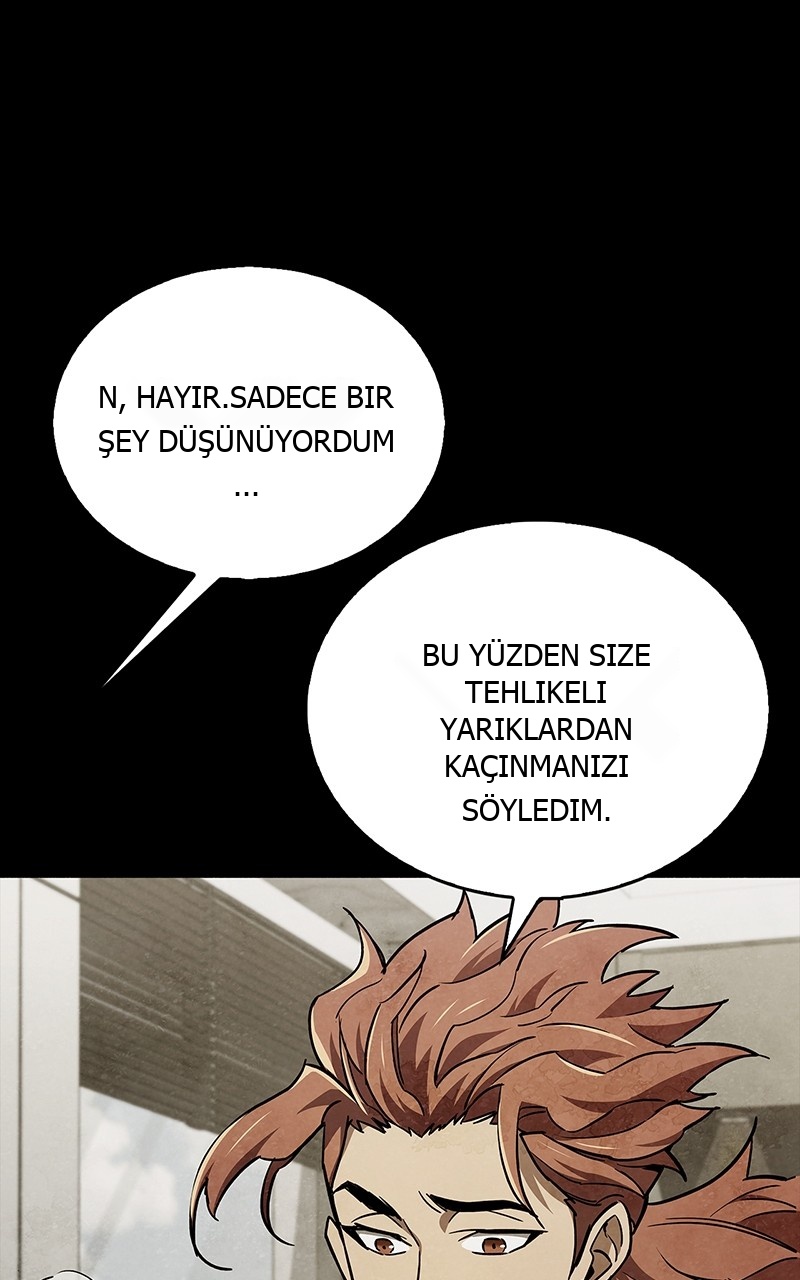 N, HAYIR.SADECE BIR
ŞEY DÜŞÜNÜYORDUM
...
BU YÜZDEN SIZE
TEHLIKELI
YARIKLARDAN
KAÇINMANIZI
SÖYLEDIM.